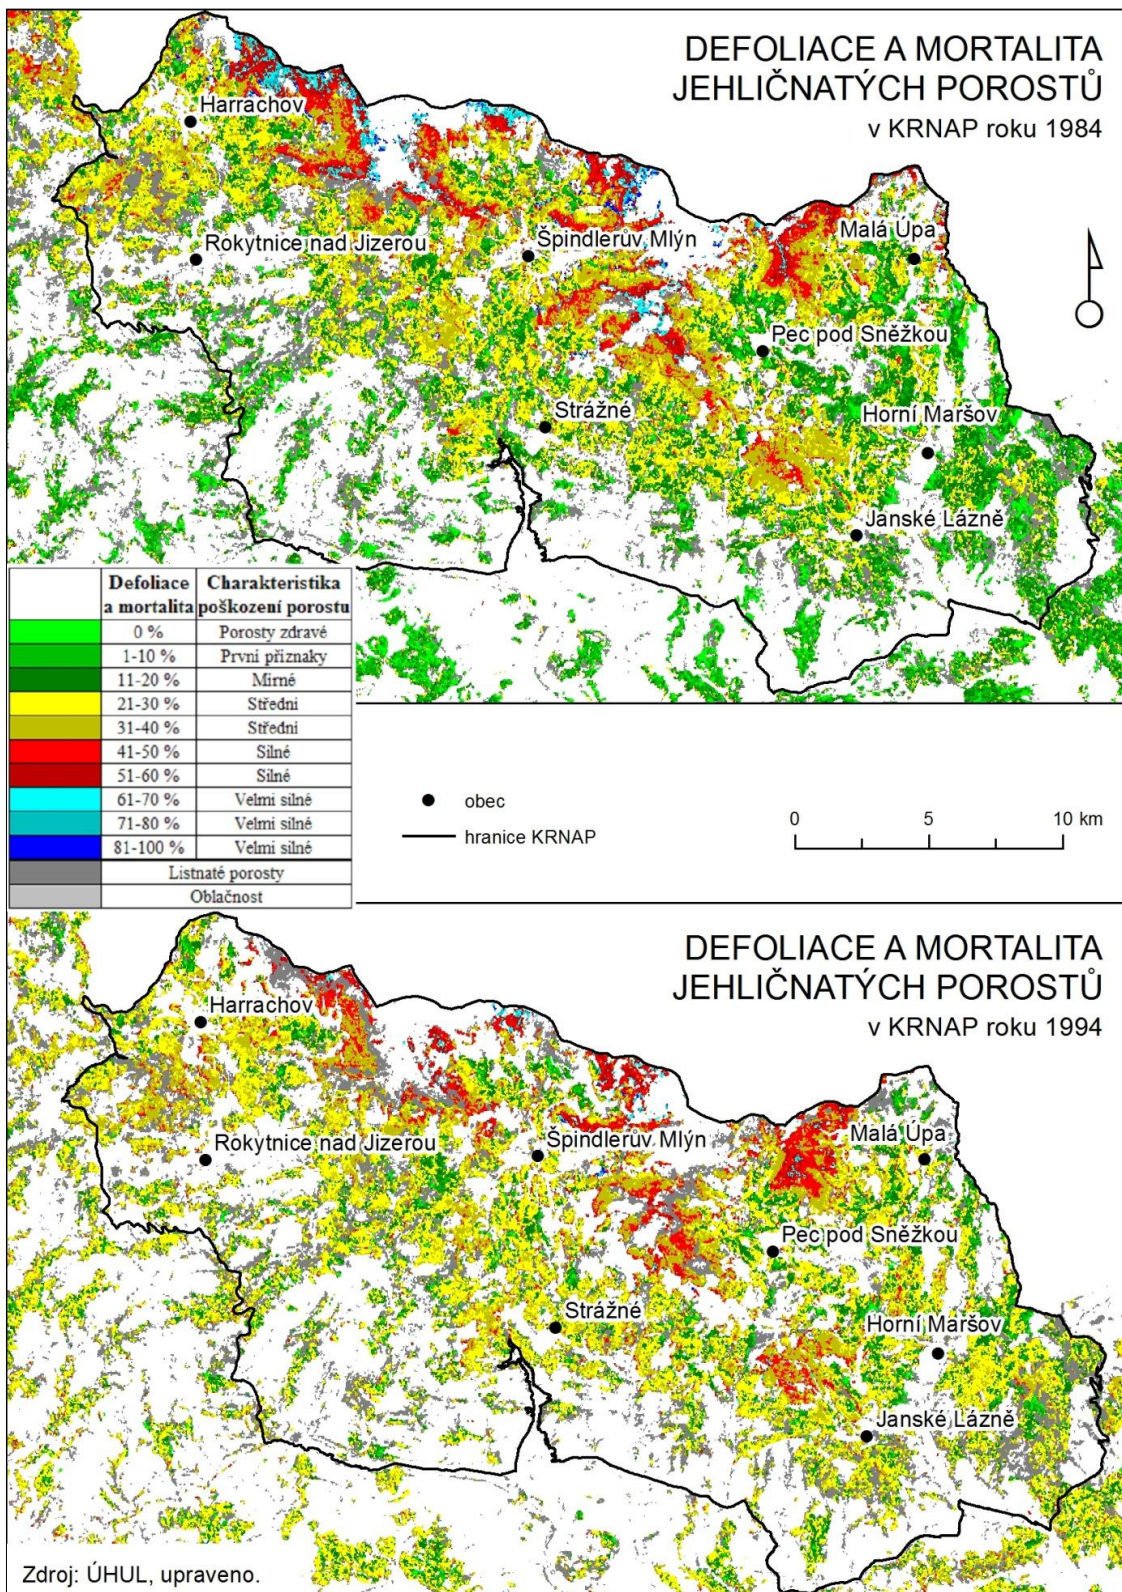 DEFOLIACE A MORTALITA
JEHLIČNATÝCH POROSTŮ
v KRNAP roku 1984
Harrachov
Rokytnice nad Jizerou
Špindlerův Mlýn
Malá Úpa
Pec pod Sněžkou
Strážné
Horní Maršov
Janské Lázně
Defoliace a mortalita Charakteristika poškození porostu
0 % Porosty zdravé
1-10 % První příznaky
11-20 % Mírné
21-30 % Střední
31-40 % Střední
41-50 % Silné
51-60 % Silné
61-70 % Velmi silné
71-80 % Velmi silné
81-100 % Velmi silné
Listnaté porosty
Oblačnost
obec
hranice KRNAP
0 5 10 km
DEFOLIACE A MORTALITA
JEHLIČNATÝCH POROSTŮ
v KRNAP roku 1994
Harrachov
Rokytnice nad Jizerou
Špindlerův Mlýn
Malá Úpa
Pec pod Sněžkou
Strážné
Horní Maršov
Janské Lázně
Zdroj: ÚHUL, upraveno.